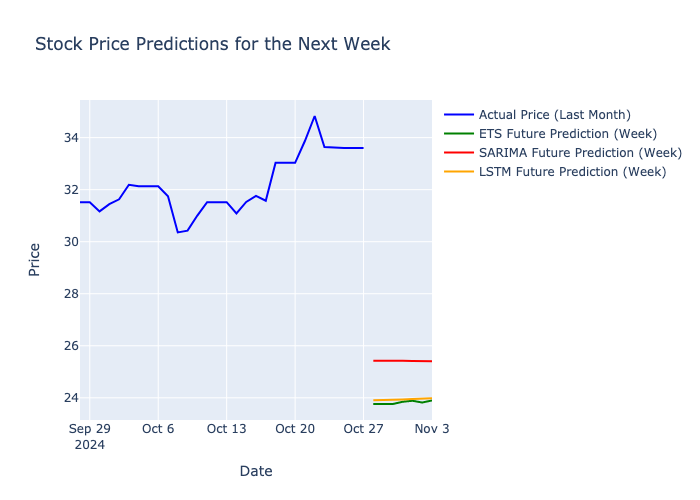 Stock Price Predictions for the Next Week
Actual Price (Last Month)
ETS Future Prediction (Week)
SARIMA Future Prediction (Week)
LSTM Future Prediction (Week)
Price
34
32
30
28
26
24
Sep 29
2024
Oct 6
Oct 13
Oct 20
Oct 27
Nov 3
Date